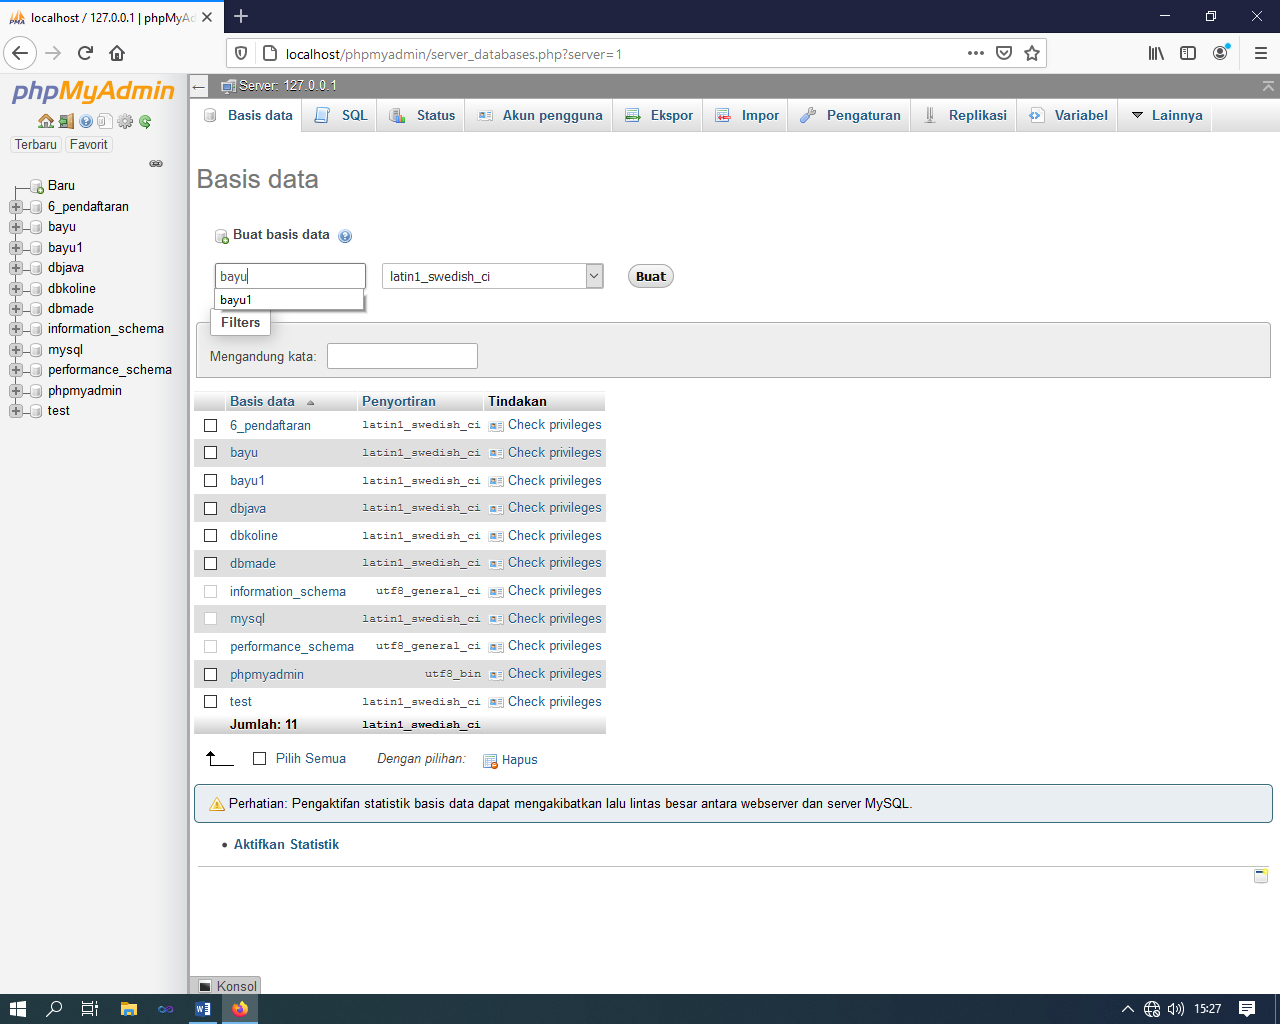 localhost / 127.0.0.1 | phpMyAd
localhost/phpmyadmin/server_databases.php?server=1
phpMyAdmin
Terbaru Favorit
Baru
6_pendaftaran
bayu
bayu1
dbjava
dbkoline
dbmade
information_schema
mysql
performance_schema
phpmyadmin
test
Server: 127.0.0.1
Basis data SQL Status Akun pengguna Ekspor Impor Pengaturan Replikasi Variabel Lainnya
Basis data
Buat basis data
bayu latin1_swedish_ci Buat
bayu1
Filters
Mengandung kata:
Basis data Penyortiran Tindakan
6_pendaftaran latin1_swedish_ci Check privileges
bayu latin1_swedish_ci Check privileges
bayu1 latin1_swedish_ci Check privileges
dbjava latin1_swedish_ci Check privileges
dbkoline latin1_swedish_ci Check privileges
dbmade latin1_swedish_ci Check privileges
information_schema utf8_general_ci Check privileges
mysql latin1_swedish_ci Check privileges
performance_schema utf8_general_ci Check privileges
phpmyadmin utf8_bin Check privileges
test latin1_swedish_ci Check privileges
Jumlah: 11 latin1_swedish_ci
Pilih Semua Dengan pilihan: Hapus
Perhatian: Pengaktifan statistik basis data dapat mengakibatkan lalu lintas besar antara webserver dan server MySQL.
• Aktifkan Statistik
Konsol
15:27